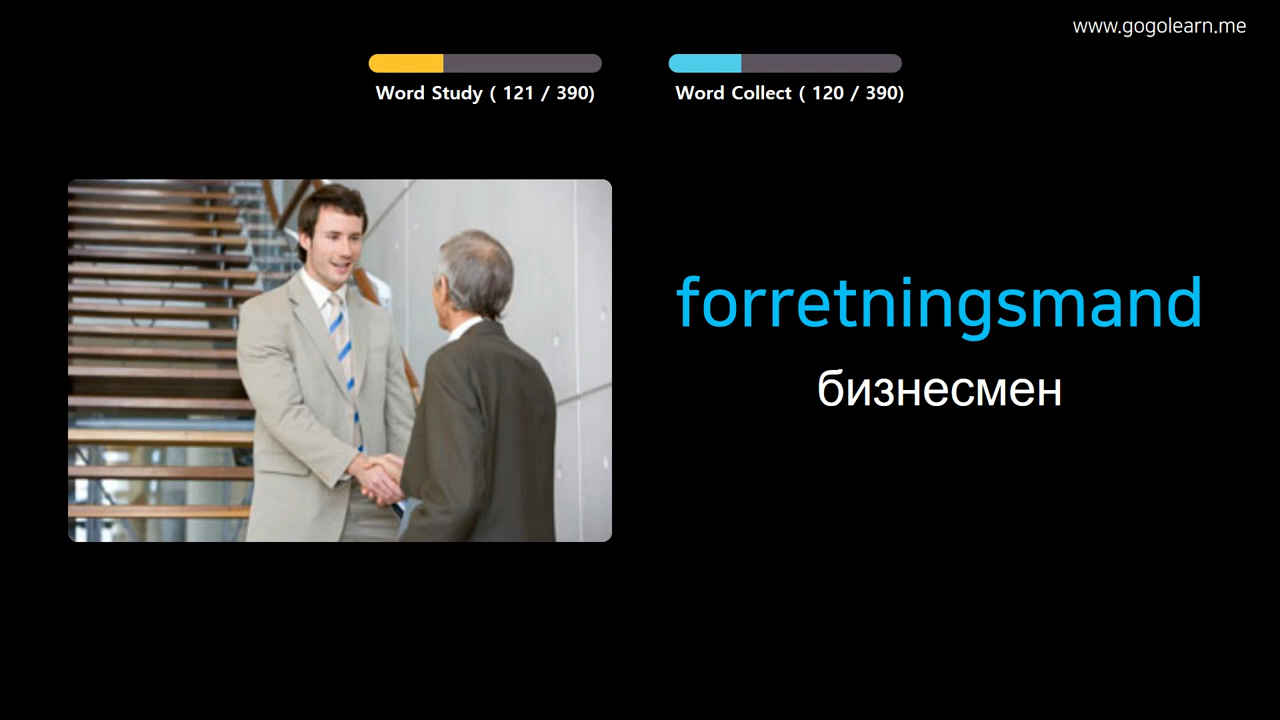 www.gogolearn.me
Word Study ( 121 / 390)
Word Collect ( 120 / 390)
forretningsmand
бизнесмен